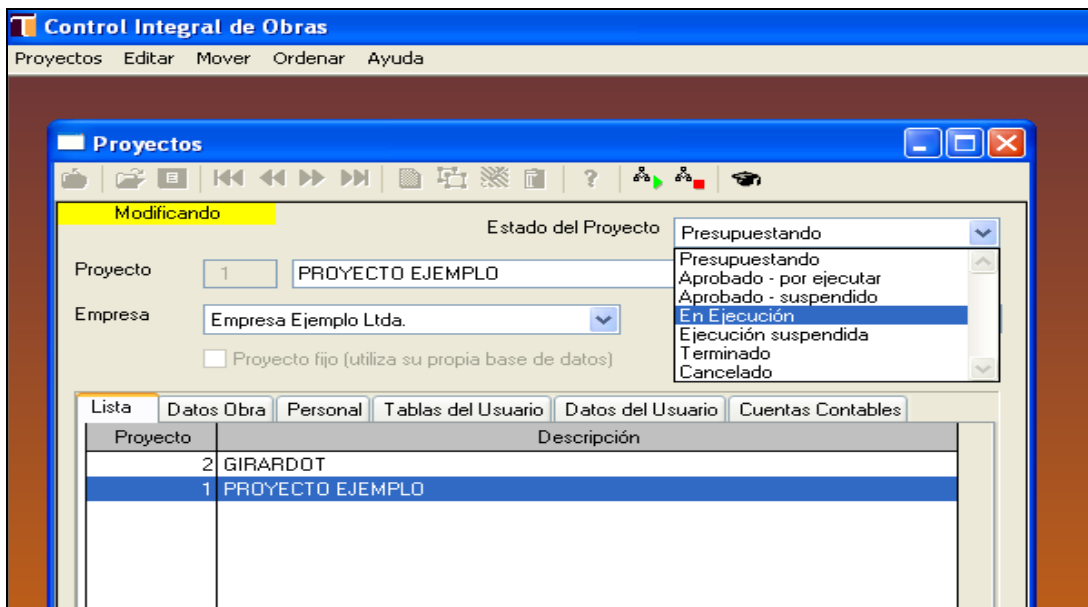 Control Integral de Obras
Proyectos Editar Mover Ordenar Ayuda
Proyectos
Modificando
Estado del Proyecto Presupuestando
Presupuestando
Aprobado - por ejecutar
Aprobado - suspendido
En Ejecución
Ejecución suspendida
Terminado
Cancelado
Proyecto 1 PROYECTO EJEMPLO
Empresa Empresa Ejemplo Ltda.
Proyecto fijo (utiliza su propia base de datos)
Lista Datos Obra Personal Tablas del Usuario Datos del Usuario Cuentas Contables
Proyecto Descripción
2 GIRARDOT
1 PROYECTO EJEMPLO